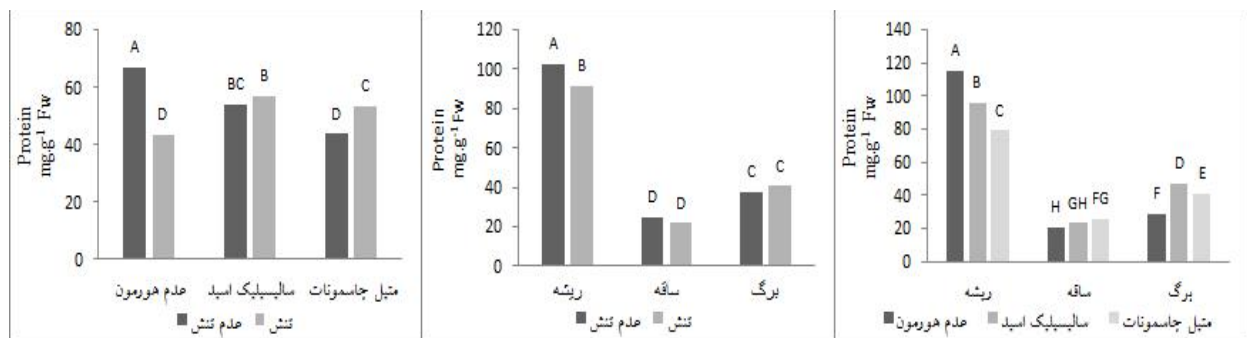 80
60
40
20
0
Protein
mg.g⁻¹ Fw
A
D
BC
B
D
C
عدم هورمون
سالیسیلیک اسید
متیل جاسمونات
عدم تنش
تنش
120
100
80
60
40
20
0
Protein
mg.g⁻¹ Fw
A
B
D
D
C
C
ریشه
ساقه
برگ
عدم تنش
تنش
140
120
100
80
60
40
20
0
Protein
mg.g⁻¹ Fw
A
B
C
H
GH
FG
F
D
E
ریشه
ساقه
برگ
عدم هورمون
سالیسیلیک اسید
متیل جاسمونات